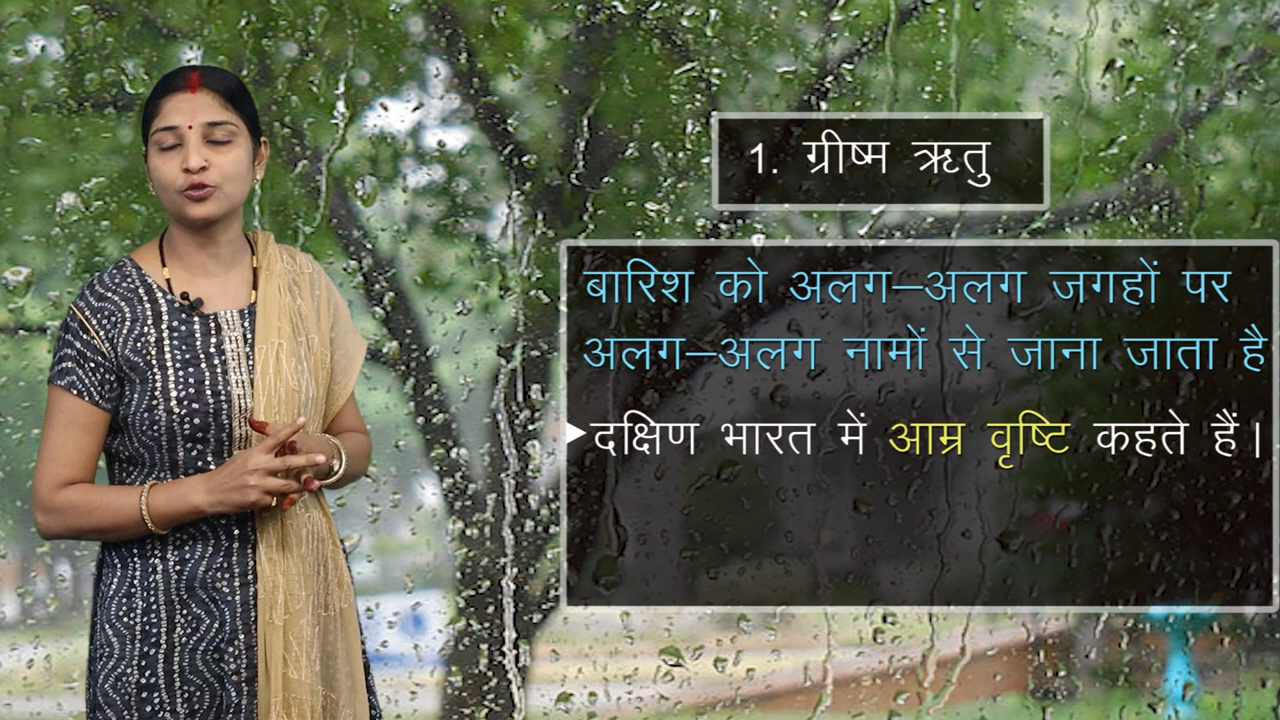 1. ग्रीष्म ऋतु
बारिश को अलग–अलग जगहों पर
अलग–अलग नामों से जाना जाता है
दक्षिण भारत में आम्र वृष्टि कहते हैं।